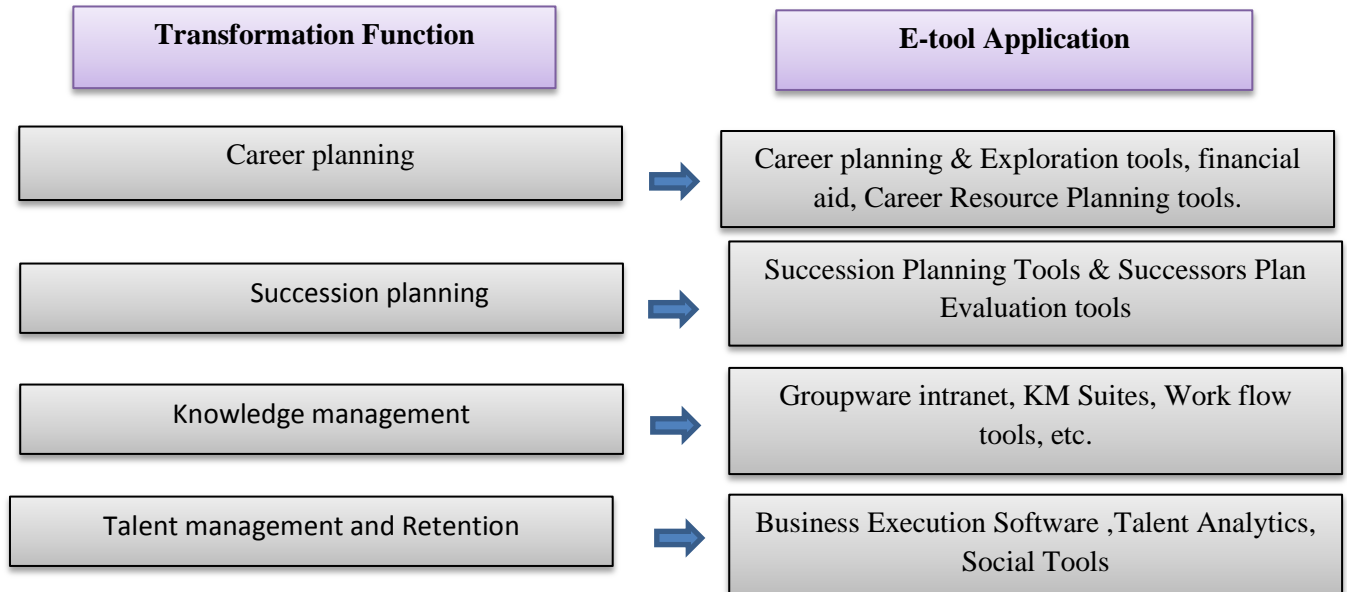 Transformation Function
E-tool Application
Career planning
Career planning & Exploration tools, financial
aid, Career Resource Planning tools.
Succession planning
Succession Planning Tools & Successors Plan
Evaluation tools
Knowledge management
Groupware intranet, KM Suites, Work flow
tools, etc.
Talent management and Retention
Business Execution Software ,Talent Analytics,
Social Tools